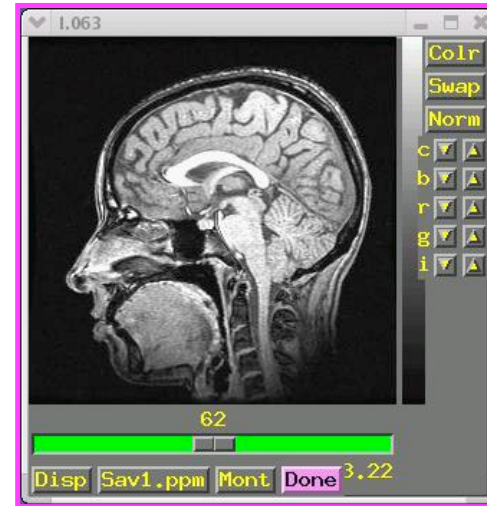 I.063
Colr
Swap
Norm
c
b
r
g
i
62
3.22
Disp Sav1.ppm Mont Done